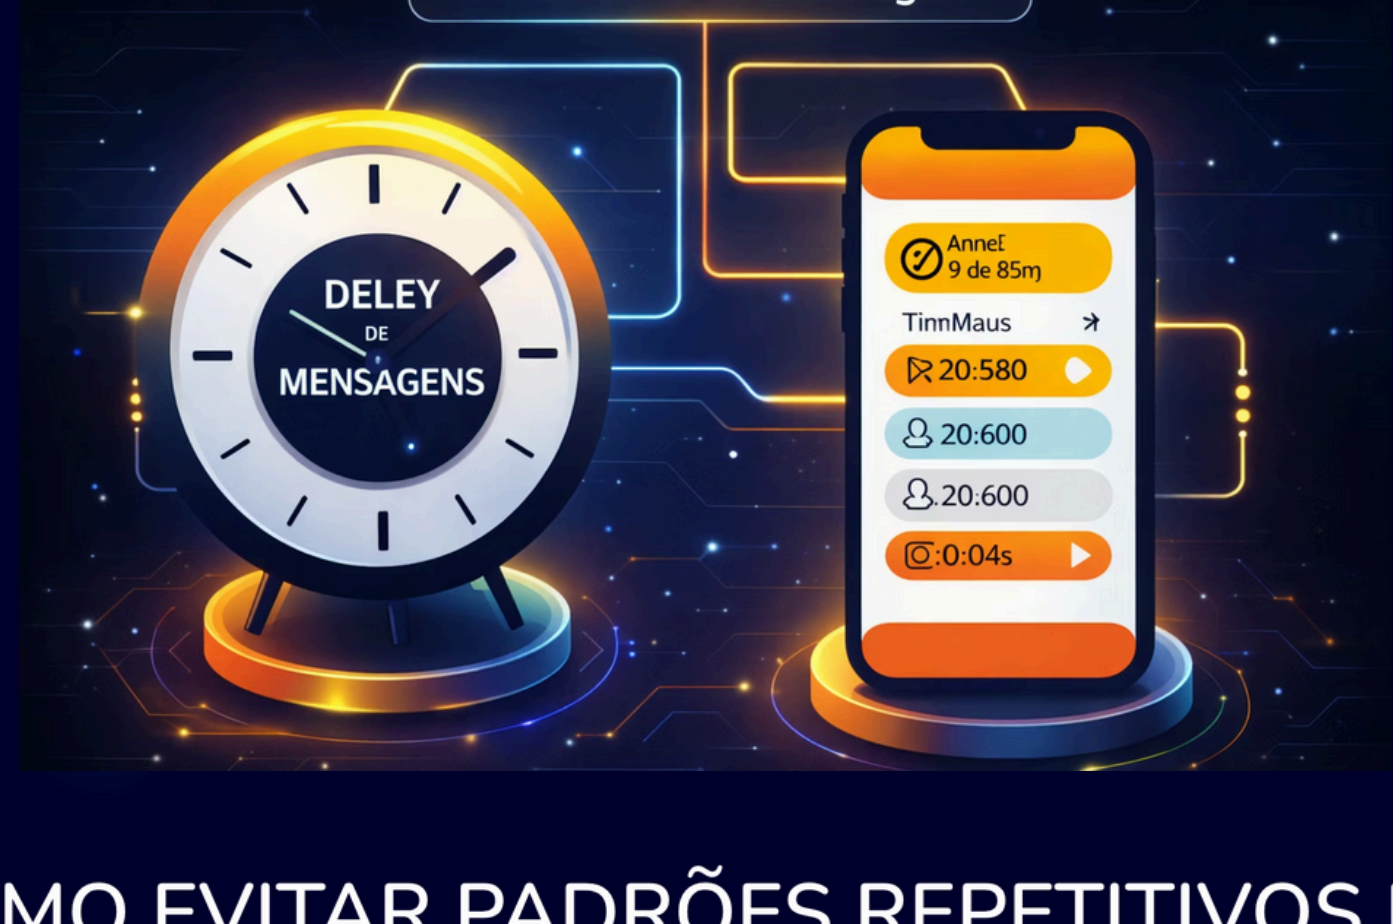 DELEY
DE
MENSAGENS
AnneE
9 de 85m
TinnMaus
20:580
20:600
.20:600
:0:04s
MO EVITAR PADRÕES REPETITIVOS